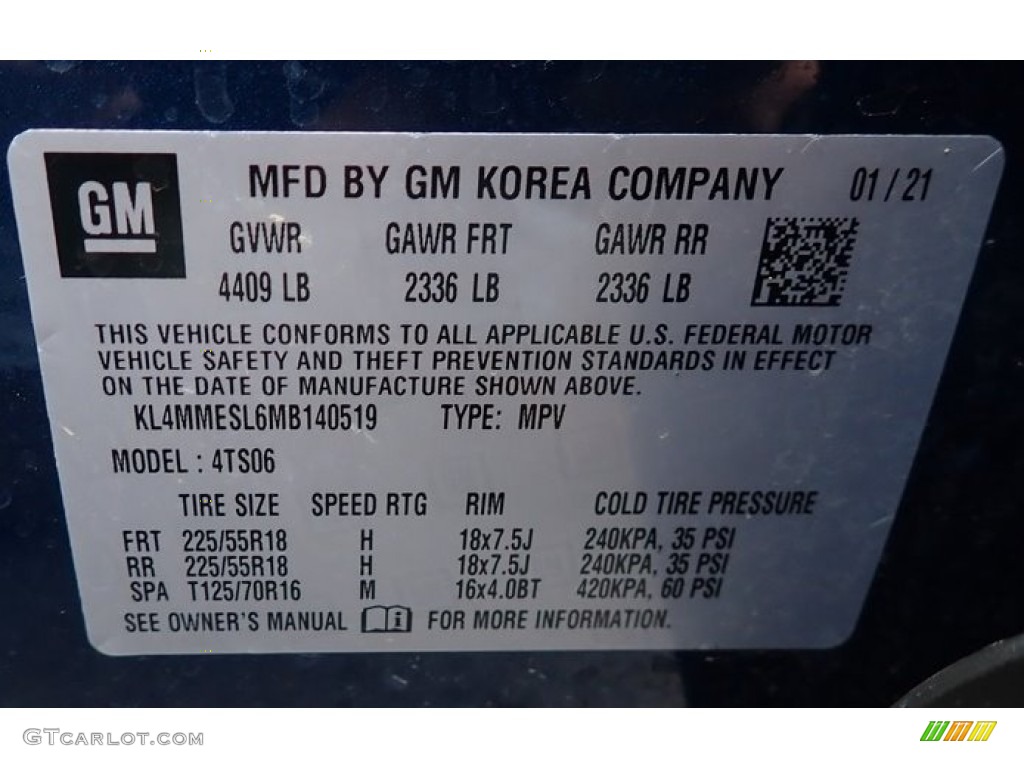 GM
MFD BY GM KOREA COMPANY 01/21
GVWR GAWR FRT GAWR RR
4409 LB 2336 LB 2336 LB
THIS VEHICLE CONFORMS TO ALL APPLICABLE U.S. FEDERAL MOTOR
VEHICLE SAFETY AND THEFT PREVENTION STANDARDS IN EFFECT
ON THE DATE OF MANUFACTURE SHOWN ABOVE.
KL4MMESL6MB140519 TYPE: MPV
MODEL : 4TS06
TIRE SIZE SPEED RTG RIM COLD TIRE PRESSURE
FRT 225/55R18 H 18x7.5J 240KPA, 35 PSI
RR 225/55R18 H 18x7.5J 240KPA, 35 PSI
SPA T125/70R16 M 16x4.0BT 420KPA, 60 PSI
SEE OWNER'S MANUAL i FOR MORE INFORMATION.
GTCARLOT.COM